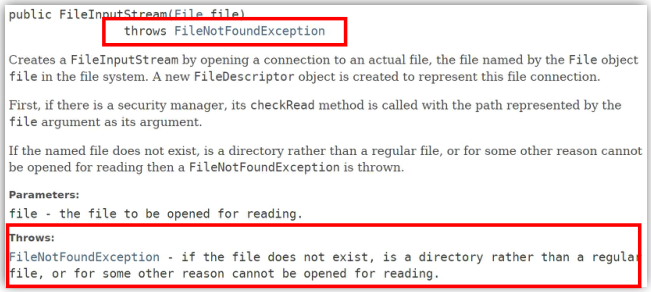 public FileInputStream(File file)
throws FileNotFoundException
Creates a FileInputStream by opening a connection to an actual file, the file named by the File object
file in the file system. A new FileDescriptor object is created to represent this file connection.
First, if there is a security manager, its checkRead method is called with the path represented by the
file argument as its argument.
If the named file does not exist, is a directory rather than a regular file, or for some other reason cannot
be opened for reading then a FileNotFoundException is thrown.
Parameters:
file - the file to be opened for reading.
Throws:
FileNotFoundException - if the file does not exist, is a directory rather than a regular
file, or for some other reason cannot be opened for reading.